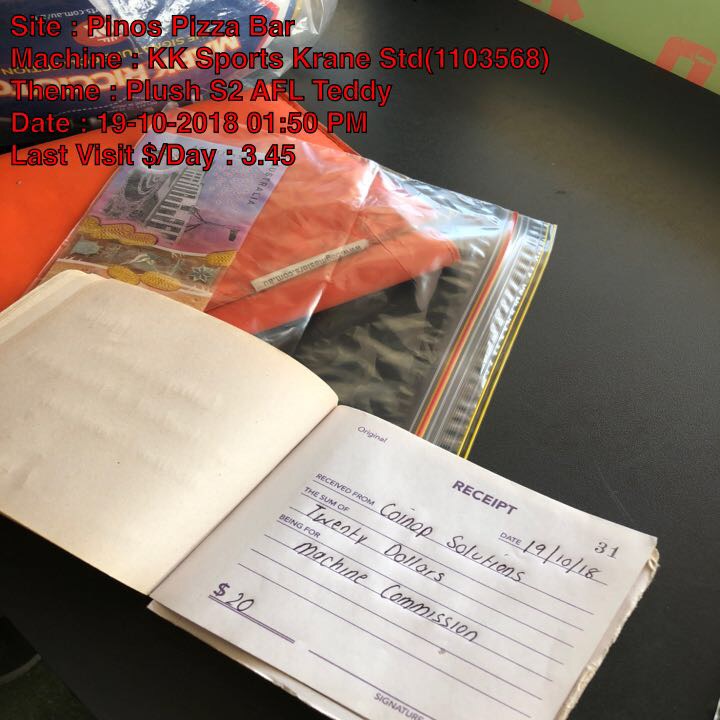 Site : Pinos Pizza Bar
Machine : KK Sports Krane Std(1103568)
Theme : Plush S2 AFL Teddy
Date : 19-10-2018 01:50 PM
Last Visit $/Day : 3.45
AUSTRALIA
Original
RECEIPT
31
DATE 19/10/18
RECEIVED FROM Coinop Solutions
THE SUM OF Twenty Dollars
BEING FOR Machine Commission
$20
SIGNATURE